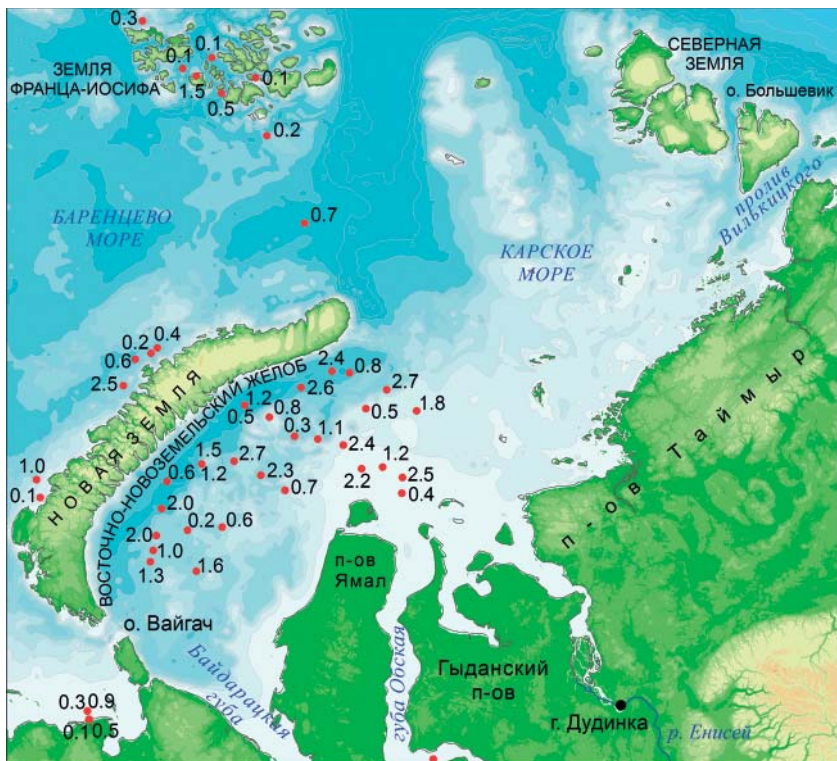 0.3
0.1
0.1
ЗЕМЛЯ
ФРАНЦА-ИОСИФА
1.5
0.5
0.1
0.2
СЕВЕРНАЯ
ЗЕМЛЯ
о. Большевик
пролив
Вилькицкого
БАРЕНЦЕВО
МОРЕ
0.7
КАРСКОЕ
МОРЕ
0.4
0.2
0.6
2.5
НОВАЯ ЗЕМЛЯ
ВОСТОЧНО-НОВОЗЕМЕЛЬСКИЙ ЖЕЛОБ
2.4
0.8
2.6
2.7
1.2
0.5
0.8
0.5
1.8
0.3
1.1
2.4
1.0
0.1
1.5
2.7
1.2
0.6
2.3
2.2
1.2
2.5
0.7
0.4
2.0
0.2
0.6
2.0
1.0
1.3
1.6
п-ов Таймыр
п-ов
Ямал
о. Вайгач
Байдарацкая
губа
губа Обская
Гыданский
п-ов
г. Дудинка
р. Енисей
0.3 0.9
0.1 0.5